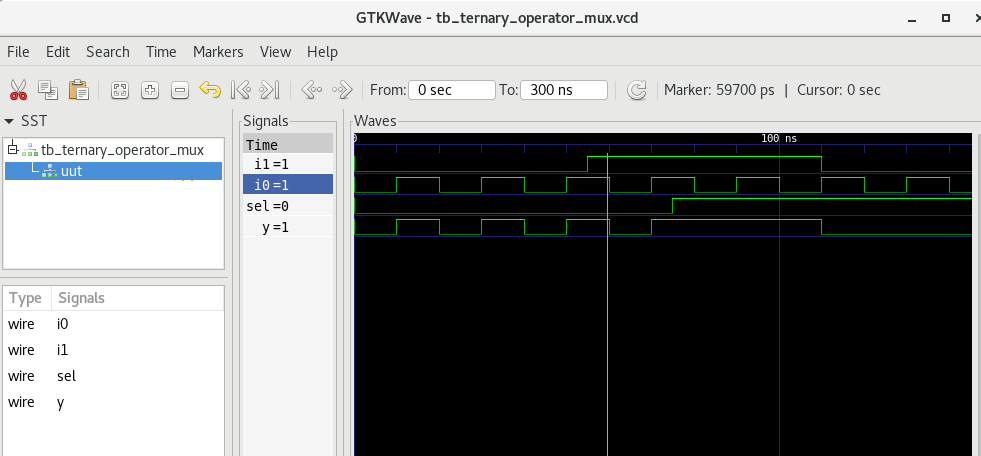 GTKWave - tb_ternary_operator_mux.vcd
File Edit Search Time Markers View Help
From: 0 sec To: 300 ns Marker: 59700 ps | Cursor: 0 sec
SST
tb_ternary_operator_mux
uut
Type Signals
wire i0
wire i1
wire sel
wire y
Signals
Time
i1=1
i0=1
sel=0
y=1
Waves
0 100 ns